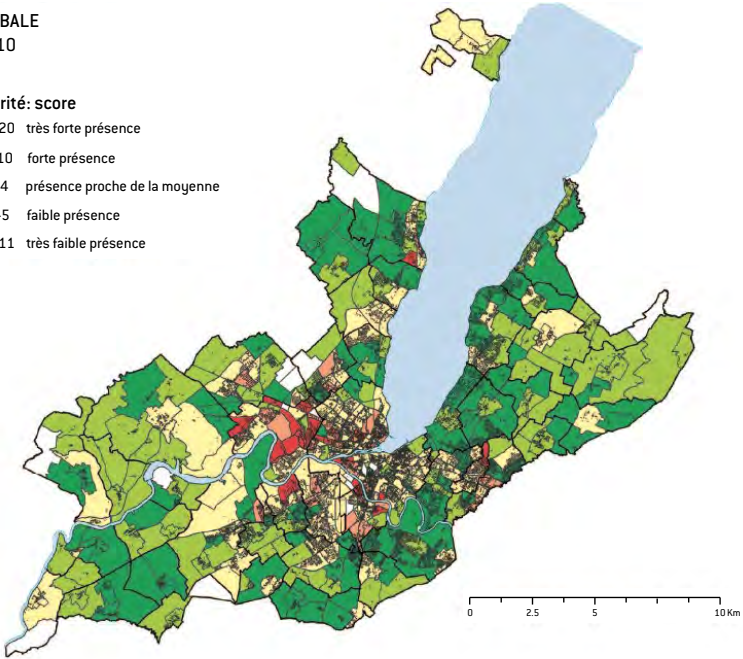 BALE
10
rité: score
20 très forte présence
10 forte présence
4 présence proche de la moyenne
-5 faible présence
11 très faible présence
0 2.5 5 10 Km